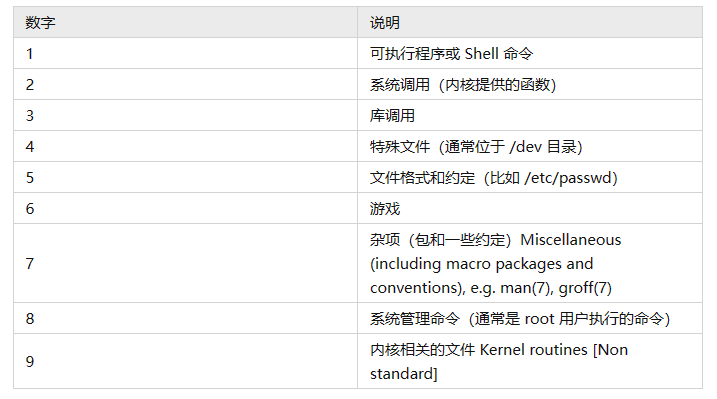 数字 说明
1 可执行程序或 Shell 命令
2 系统调用（内核提供的函数）
3 库调用
4 特殊文件（通常位于 /dev 目录）
5 文件格式和约定（比如 /etc/passwd）
6 游戏
7 杂项（包和一些约定）Miscellaneous
(including macro packages and
conventions), e.g. man(7), groff(7)
8 系统管理命令（通常是 root 用户执行的命令）
9 内核相关的文件 Kernel routines [Non
standard]